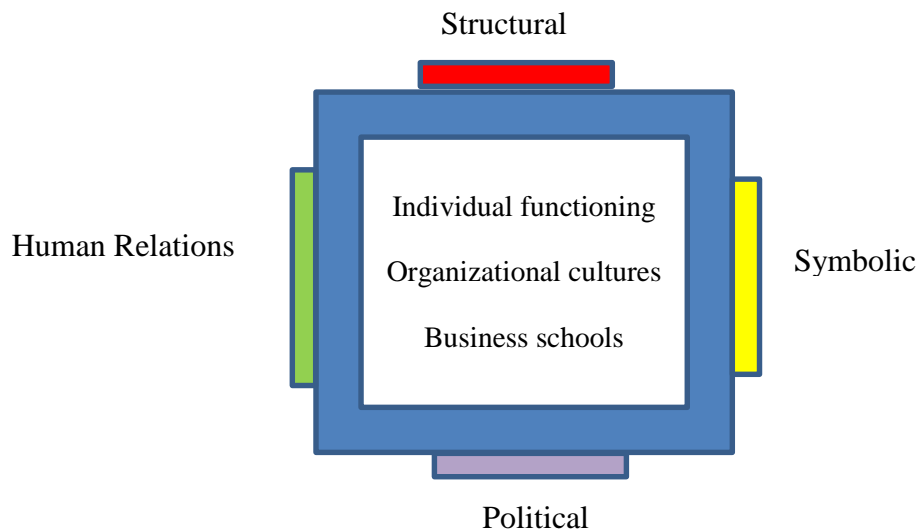 Structural
Individual functioning
Human Relations
Organizational cultures
Symbolic
Business schools
Political